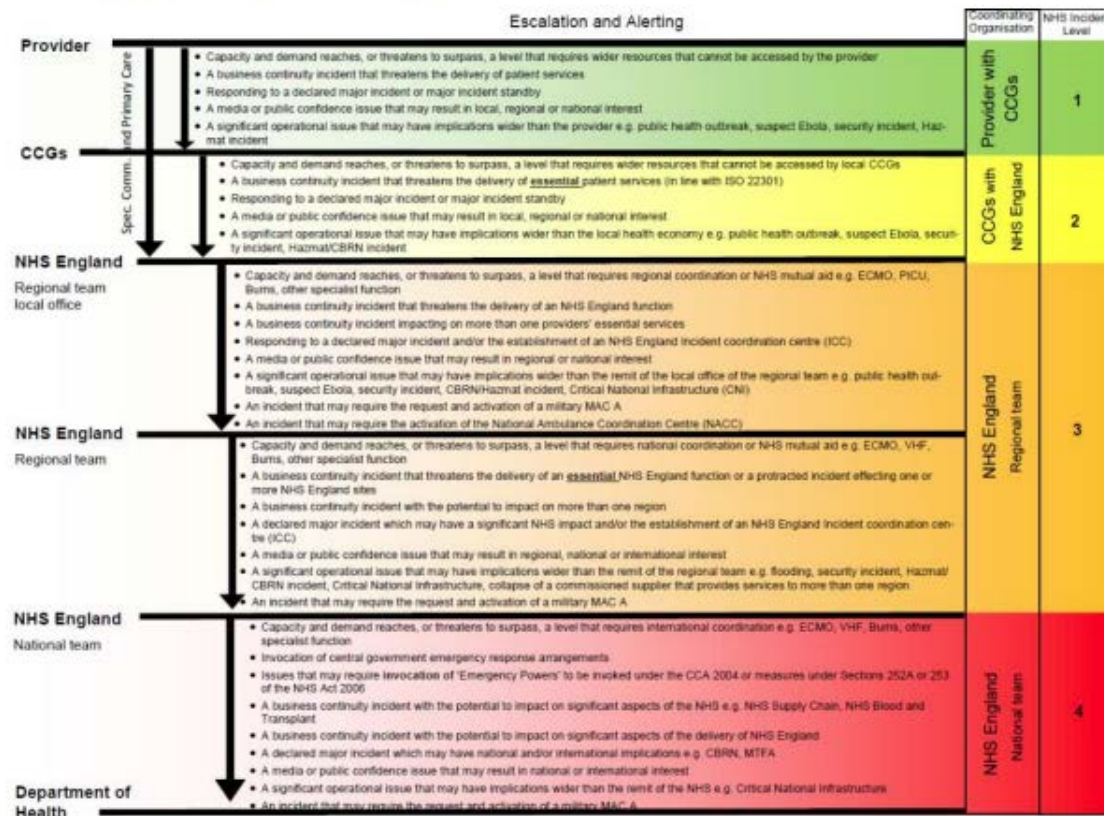 Escalation and Alerting
Coordinating
Organisation
NHS Inciden
Level
Provider
• Capacity and demand reaches, or threatens to surpass, a level that requires wider resources that cannot be accessed by the provider
• A business continuity incident that threatens the delivery of patient services
• Responding to a declared major incident or major incident standby
• A media or public confidence issue that may result in local, regional or national interest
• A significant operational issue that may have implications wider than the provider e.g. public health outbreak, suspect Ebola, security incident, Haz-
mat incident
Spec. Comm. and Primary Care
Provider with
CCGs
1
CCGs
• Capacity and demand reaches, or threatens to surpass, a level that requires wider resources that cannot be accessed by local CCGs
• A business continuity incident that threatens the delivery of essential patient services (in line with ISO 22301)
• Responding to a declared major incident or major incident standby
• A media or public confidence issue that may result in local, regional or national interest
• A significant operational issue that may have implications wider than the local health economy e.g. public health outbreak, suspect Ebola, secur-
ity incident, Hazmat/CBRN incident
CCGs with
NHS England
2
NHS England
Regional team
local office
• Capacity and demand reaches, or threatens to surpass, a level that requires regional coordination or NHS mutual aid e.g. ECMO, PICU,
Burns, other specialist function
• A business continuity incident that threatens the delivery of an NHS England function
• A business continuity incident impacting on more than one providers' essential services
• Responding to a declared major incident and/or the establishment of an NHS England Incident coordination centre (ICC)
• A media or public confidence issue that may result in regional or national interest
• A significant operational issue that may have implications wider than the remit of the local office of the regional team e.g. public health out-
break, suspect Ebola, security incident, CBRN/Hazmat incident, Critical National Infrastructure (CNI)
• An incident that may require the request and activation of a military MAC A
• An incident that may require the activation of the National Ambulance Coordination Centre (NACC)
NHS England
Regional team
3
NHS England
Regional team
• Capacity and demand reaches, or threatens to surpass, a level that requires national coordination or NHS mutual aid e.g. ECMO, VHF,
Burns, other specialist function
• A business continuity incident that threatens the delivery of an essential NHS England function or a protracted incident effecting one or
more NHS England sites
• A business continuity incident with the potential to impact on more than one region
• A declared major incident which may have a significant NHS impact and/or the establishment of an NHS England Incident coordination cen-
tre (ICC)
• A media or public confidence issue that may result in regional, national or international interest
• A significant operational issue that may have implications wider than the remit of the regional team e.g. flooding, security incident, Hazmat/
CBRN incident, Critical National Infrastructure, collapse of a commissioned supplier that provides services to more than one region
• An incident that may require the request and activation of a military MAC A
NHS England
National team
• Capacity and demand reaches, or threatens to surpass, a level that requires international coordination e.g. ECMO, VHF, Burns, other
specialist function
• Invocation of central government emergency response arrangements
• Issues that may require invocation of 'Emergency Powers' to be invoked under the CCA 2004 or measures under Sections 252A or 253
of the NHS Act 2006
• A business continuity incident with the potential to impact on significant aspects of the NHS e.g. NHS Supply Chain, NHS Blood and
Transplant
• A business continuity incident with the potential to impact on significant aspects of the delivery of NHS England
• A declared major incident which may have national and/or international implications e.g. CBRN, MTFA
• A media or public confidence issue that may result in national or international interest
• A significant operational issue that may have implications wider than the remit of the NHS e.g. Critical National Infrastructure
• An incident that may require the request and activation of a military MAC A
NHS England
National team
4
Department of
Health